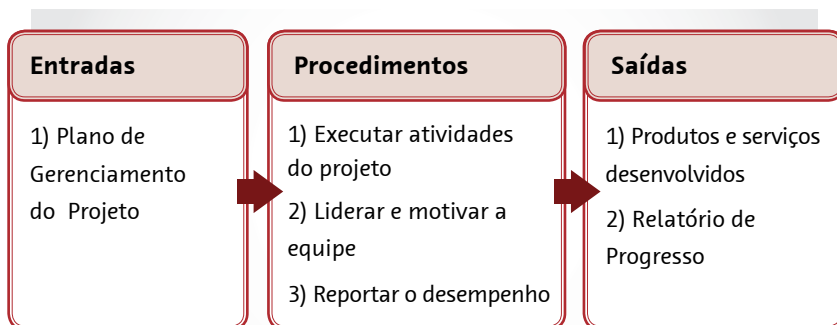 Entradas
1) Plano de
Gerenciamento
do Projeto
Procedimentos
1) Executar atividades
do projeto
2) Liderar e motivar a
equipe
3) Reportar o desempenho
Saídas
1) Produtos e serviços
desenvolvidos
2) Relatório de
Progresso